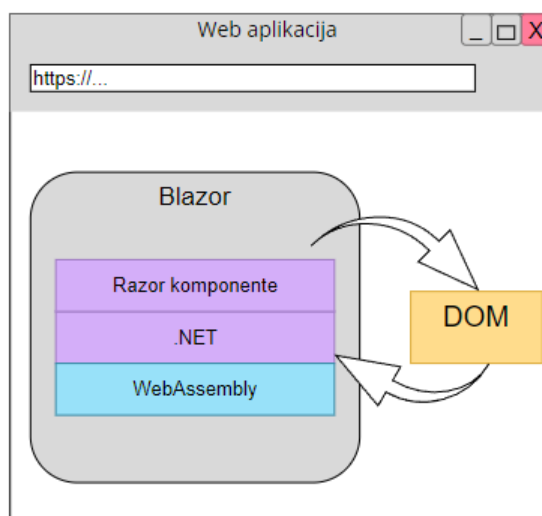 Web aplikacija
_ □ X
https://...
Blazor
Razor komponente
.NET
WebAssembly
DOM